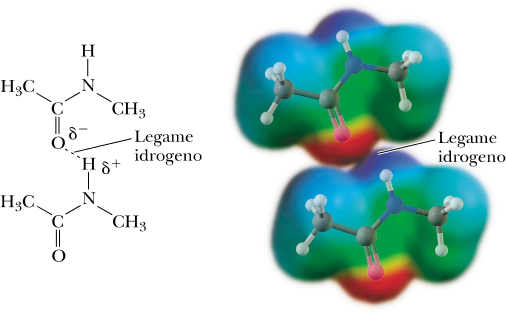 H
H₃C
N
C
CH₃
O
δ−
Legame
idrogeno
H
δ+
H₃C
N
C
CH₃
O
Legame
idrogeno